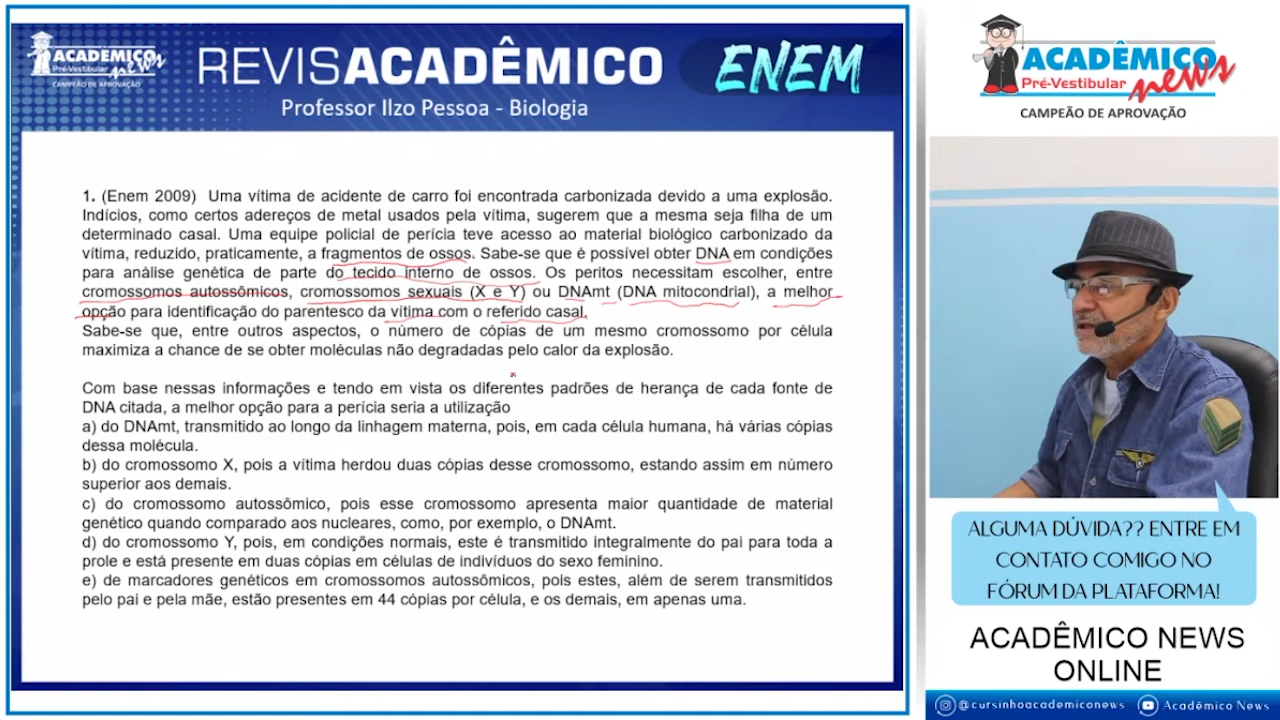 ACADÊMICO
Pré-Vestibular news
CAMPEÃO DE APROVAÇÃO
REVISACADÊMICO
ENEM
Professor Ilzo Pessoa - Biologia
1. (Enem 2009) Uma vítima de acidente de carro foi encontrada carbonizada devido a uma explosão.
Indícios, como certos adereços de metal usados pela vítima, sugerem que a mesma seja filha de um
determinado casal. Uma equipe policial de perícia teve acesso ao material biológico carbonizado da
vítima, reduzido, praticamente, a fragmentos de ossos. Sabe-se que é possível obter DNA em condições
para análise genética de parte do tecido interno de ossos. Os peritos necessitam escolher, entre
cromossomos autossômicos, cromossomos sexuais (X e Y) ou DNAmt (DNA mitocondrial), a melhor
opção para identificação do parentesco da vítima com o referido casal.
Sabe-se que, entre outros aspectos, o número de cópias de um mesmo cromossomo por célula
maximiza a chance de se obter moléculas não degradadas pelo calor da explosão.
Com base nessas informações e tendo em vista os diferentes padrões de herança de cada fonte de
DNA citada, a melhor opção para a perícia seria a utilização
a) do DNAmt, transmitido ao longo da linhagem materna, pois, em cada célula humana, há várias cópias
dessa molécula.
b) do cromossomo X, pois a vítima herdou duas cópias desse cromossomo, estando assim em número
superior aos demais.
c) do cromossomo autossômico, pois esse cromossomo apresenta maior quantidade de material
genético quando comparado aos nucleares, como, por exemplo, o DNAmt.
d) do cromossomo Y, pois, em condições normais, este é transmitido integralmente do pai para toda a
prole e está presente em duas cópias em células de indivíduos do sexo feminino.
e) de marcadores genéticos em cromossomos autossômicos, pois estes, além de serem transmitidos
pelo pai e pela mãe, estão presentes em 44 cópias por célula, e os demais, em apenas uma.
ACADÊMICO
Pré-Vestibular news
CAMPEÃO DE APROVAÇÃO
ALGUMA DÚVIDA?? ENTRE EM
CONTATO COMIGO NO
FÓRUM DA PLATAFORMA!
ACADÊMICO NEWS
ONLINE
@cursinhoacademiconews Acadêmico News